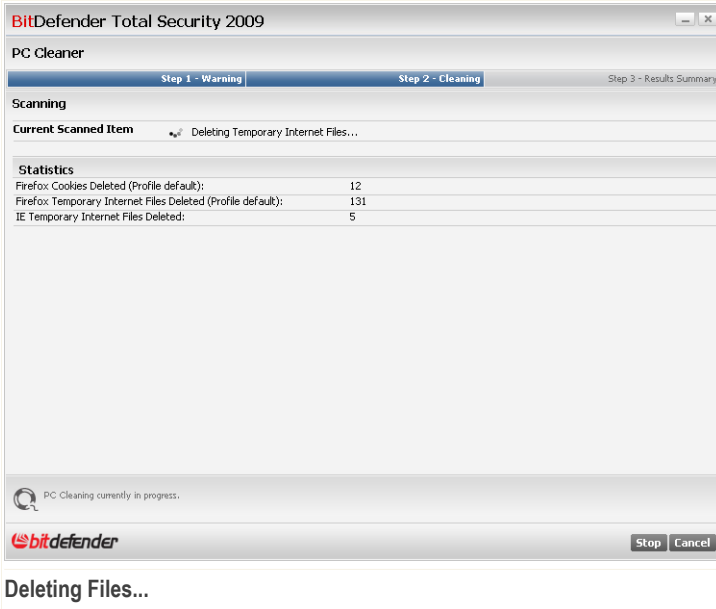 BitDefender Total Security 2009
PC Cleaner
Step 1 - Warning Step 2 - Cleaning Step 3 - Results Summary
Scanning
Current Scanned Item Deleting Temporary Internet Files...
Statistics
Firefox Cookies Deleted (Profile default): 12
Firefox Temporary Internet Files Deleted (Profile default): 131
IE Temporary Internet Files Deleted: 5
PC Cleaning currently in progress.
bitdefender
Stop Cancel
Deleting Files...